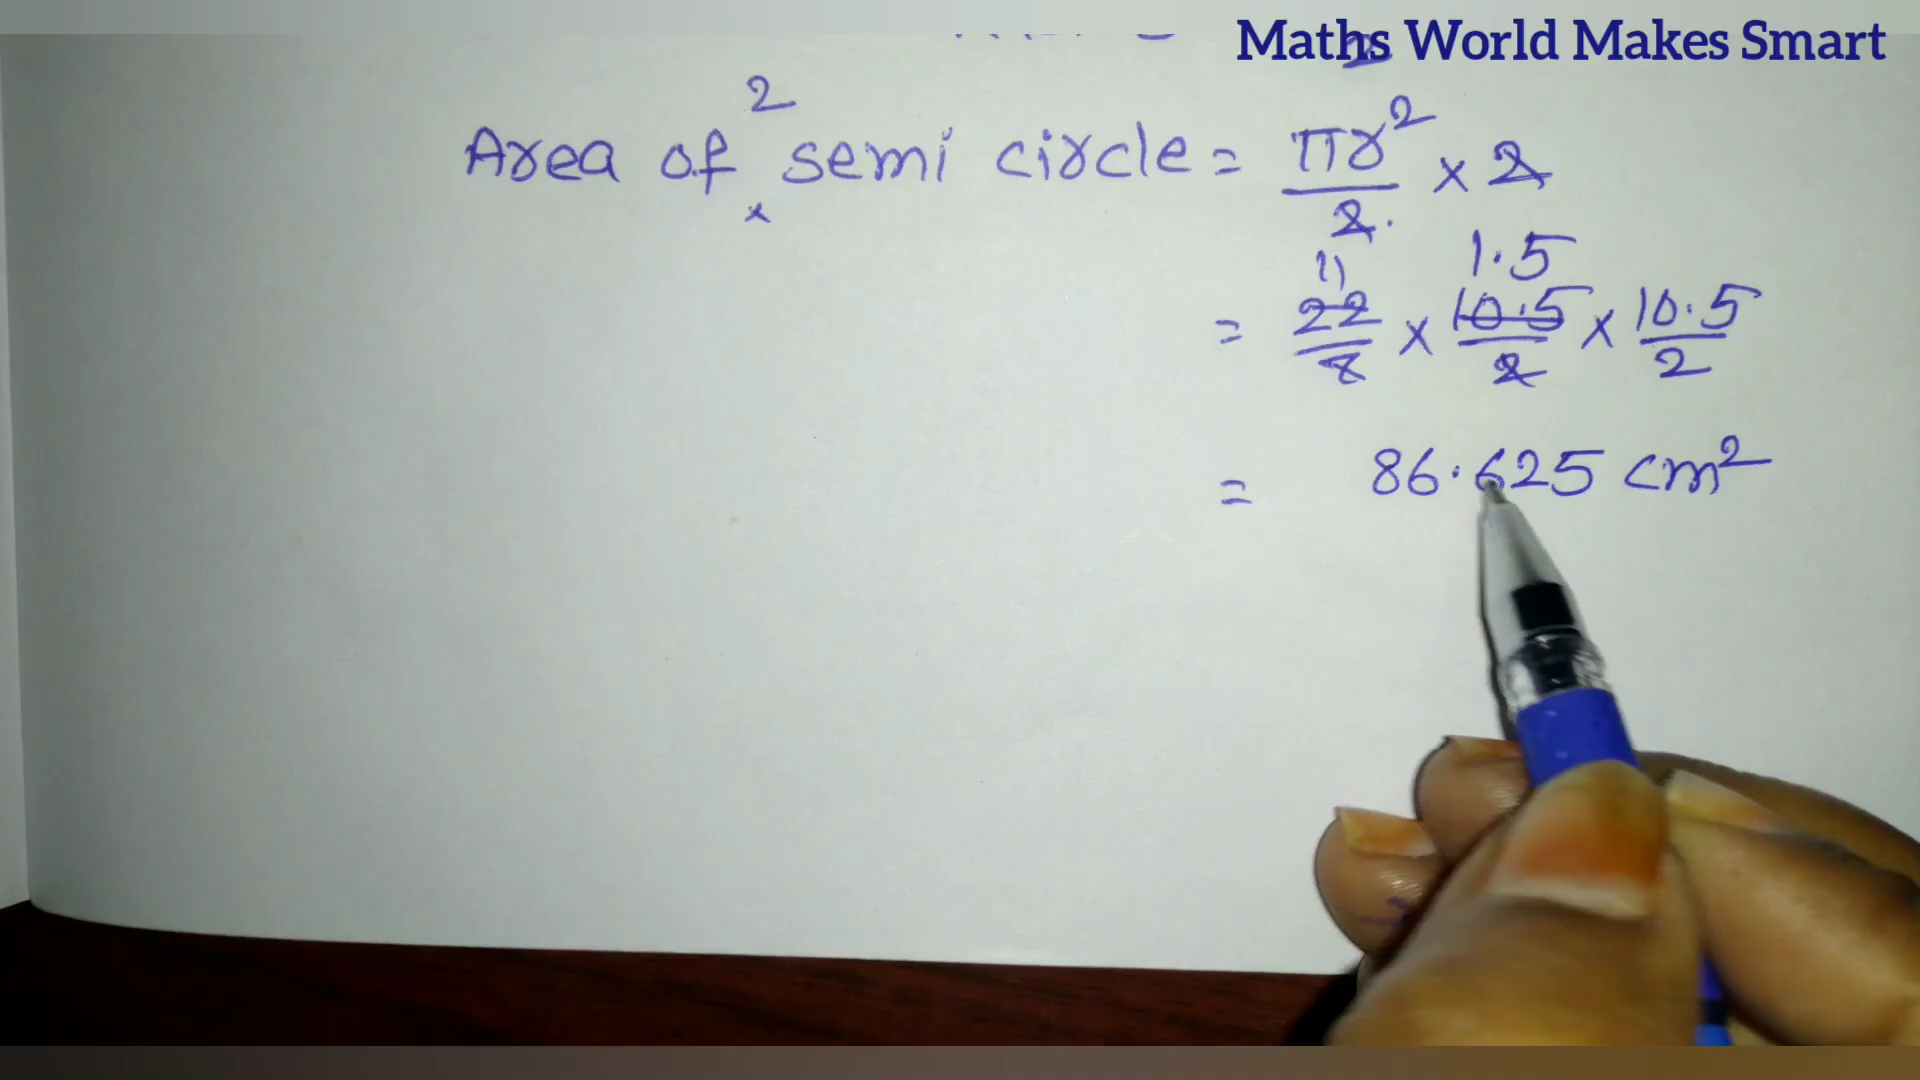 Maths World Makes Smart
2
Area of semi circle = πr² × 2
2.
11 1.5
= 22 × 10.5 × 10.5
7 2 2
= 86.625 cm²